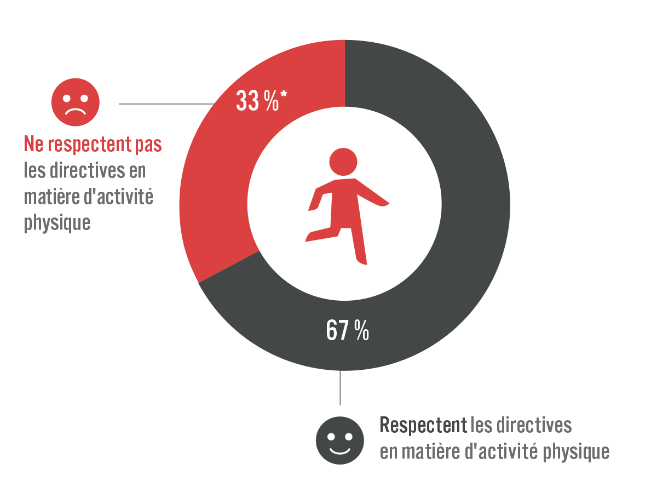 33 %*
Ne respectent pas
les directives en
matière d'activité
physique
67 %
Respectent les directives
en matière d'activité physique